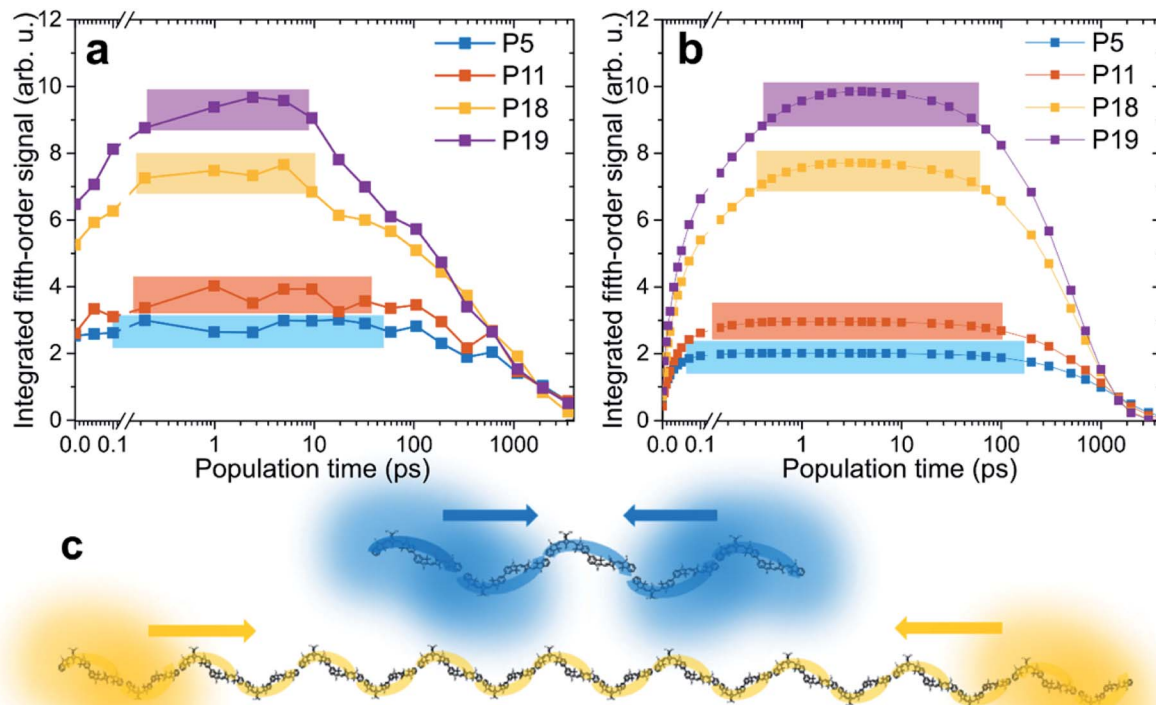 a
P5
P11
P18
P19
Integrated fifth-order signal (arb. u.)
12
10
8
6
4
2
0
0.0 0.1 1 10 100 1000
Population time (ps)
b
P5
P11
P18
P19
Integrated fifth-order signal (arb. u.)
12
10
8
6
4
2
0
0.0 0.1 1 10 100 1000
Population time (ps)
c